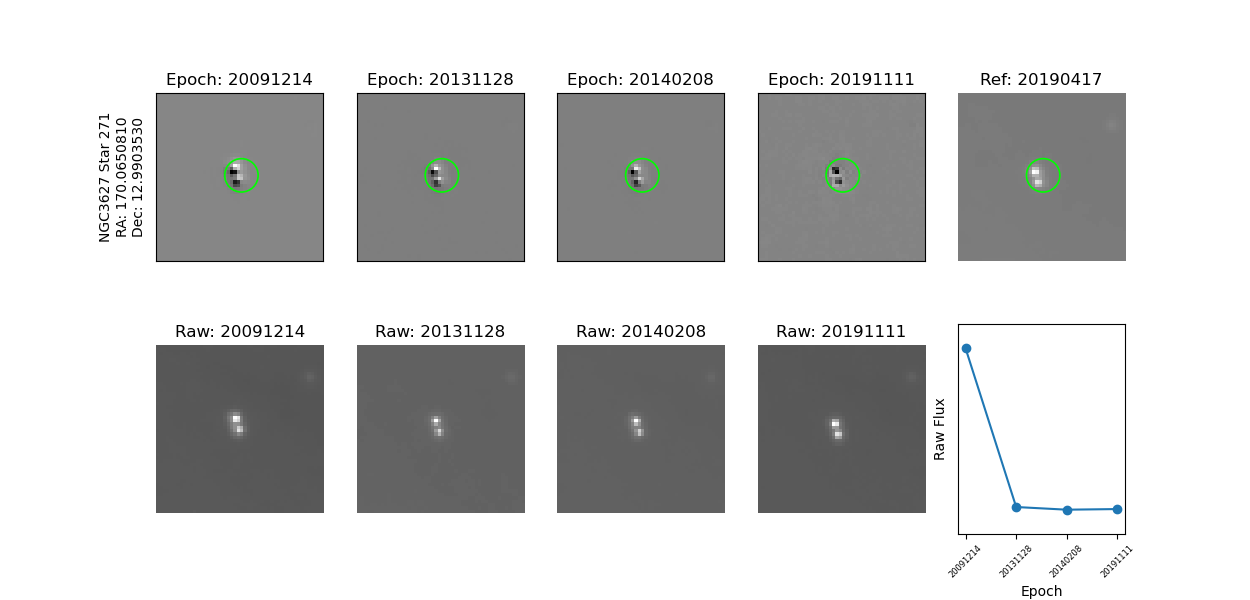 Epoch: 20091214
Epoch: 20131128
Epoch: 20140208
Epoch: 20191111
Ref: 20190417
NGC3627 Star 271
RA: 170.0650810
Dec: 12.9903530
Raw: 20091214
Raw: 20131128
Raw: 20140208
Raw: 20191111
Raw Flux
20091214
20131128
20140208
20191111
Epoch